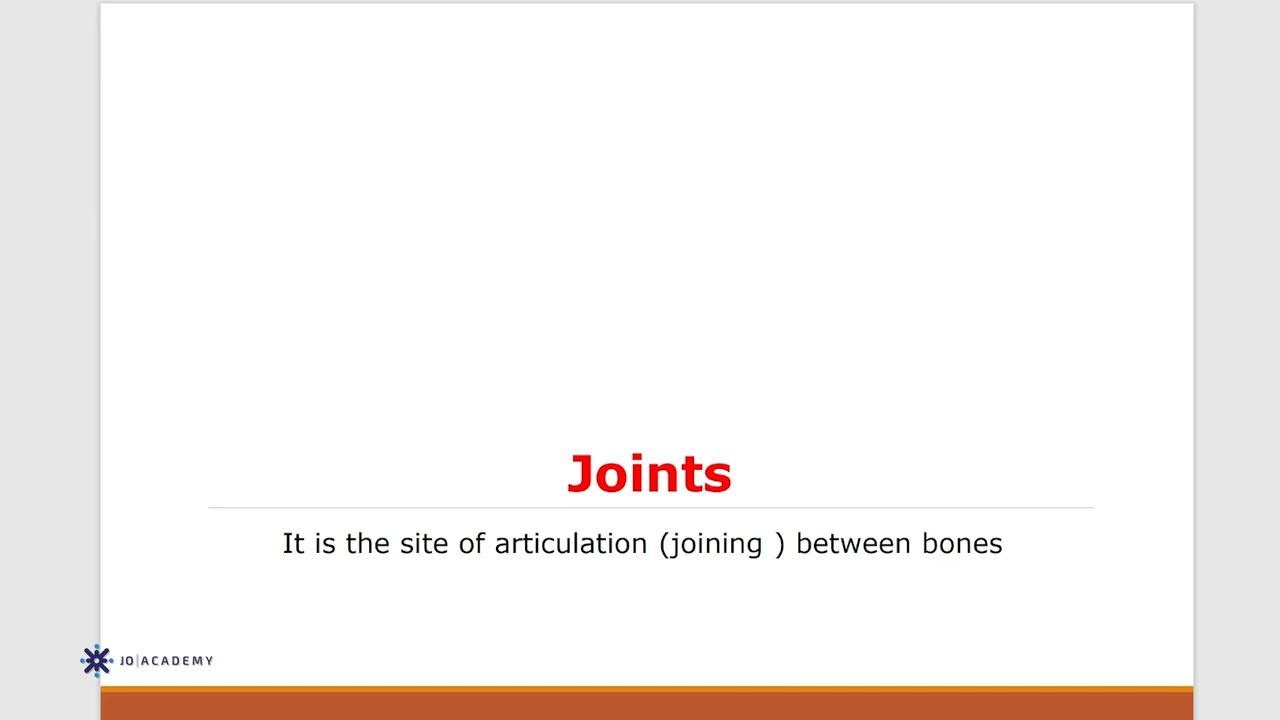 Joints
It is the site of articulation (joining ) between bones
JO|ACADEMY